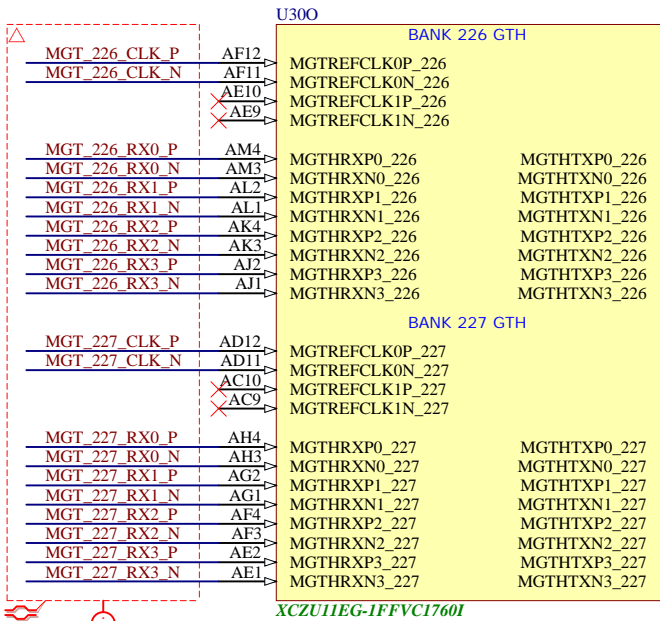 U30O
BANK 226 GTH
MGT_226_CLK_P AF12 MGTREFCLK0P_226
MGT_226_CLK_N AF11 MGTREFCLK0N_226
AE10 MGTREFCLK1P_226
AE9 MGTREFCLK1N_226
MGT_226_RX0_P AM4 MGTHRXP0_226 MGTHTXP0_226
MGT_226_RX0_N AM3 MGTHRXN0_226 MGTHTXN0_226
MGT_226_RX1_P AL2 MGTHRXP1_226 MGTHTXP1_226
MGT_226_RX1_N AL1 MGTHRXN1_226 MGTHTXN1_226
MGT_226_RX2_P AK4 MGTHRXP2_226 MGTHTXP2_226
MGT_226_RX2_N AK3 MGTHRXN2_226 MGTHTXN2_226
MGT_226_RX3_P AJ2 MGTHRXP3_226 MGTHTXP3_226
MGT_226_RX3_N AJ1 MGTHRXN3_226 MGTHTXN3_226
BANK 227 GTH
MGT_227_CLK_P AD12 MGTREFCLK0P_227
MGT_227_CLK_N AD11 MGTREFCLK0N_227
AC10 MGTREFCLK1P_227
AC9 MGTREFCLK1N_227
MGT_227_RX0_P AH4 MGTHRXP0_227 MGTHTXP0_227
MGT_227_RX0_N AH3 MGTHRXN0_227 MGTHTXN0_227
MGT_227_RX1_P AG2 MGTHRXP1_227 MGTHTXP1_227
MGT_227_RX1_N AG1 MGTHRXN1_227 MGTHTXN1_227
MGT_227_RX2_P AF4 MGTHRXP2_227 MGTHTXP2_227
MGT_227_RX2_N AF3 MGTHRXN2_227 MGTHTXN2_227
MGT_227_RX3_P AE2 MGTHRXP3_227 MGTHTXP3_227
MGT_227_RX3_N AE1 MGTHRXN3_227 MGTHTXN3_227
XCZU11EG-1FFVC1760I